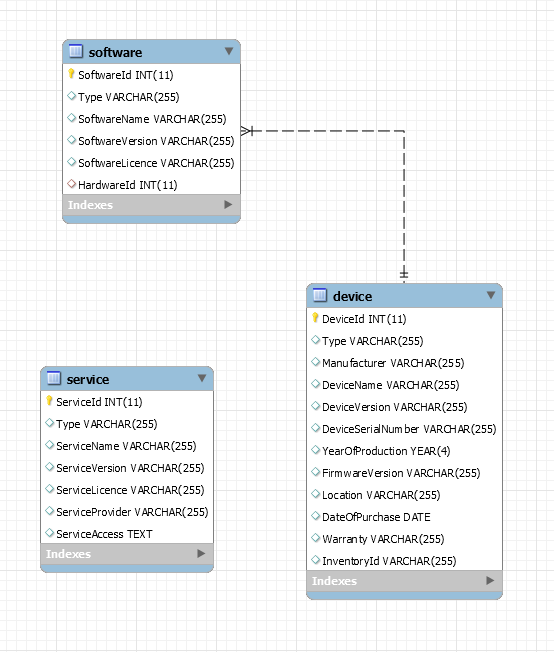 software
SoftwareId INT(11)
Type VARCHAR(255)
SoftwareName VARCHAR(255)
SoftwareVersion VARCHAR(255)
SoftwareLicence VARCHAR(255)
HardwareId INT(11)
Indexes
device
DeviceId INT(11)
Type VARCHAR(255)
Manufacturer VARCHAR(255)
DeviceName VARCHAR(255)
DeviceVersion VARCHAR(255)
DeviceSerialNumber VARCHAR(255)
YearOfProduction YEAR(4)
FirmwareVersion VARCHAR(255)
Location VARCHAR(255)
DateOfPurchase DATE
Warranty VARCHAR(255)
InventoryId VARCHAR(255)
Indexes
service
ServiceId INT(11)
Type VARCHAR(255)
ServiceName VARCHAR(255)
ServiceVersion VARCHAR(255)
ServiceLicence VARCHAR(255)
ServiceProvider VARCHAR(255)
ServiceAccess TEXT
Indexes